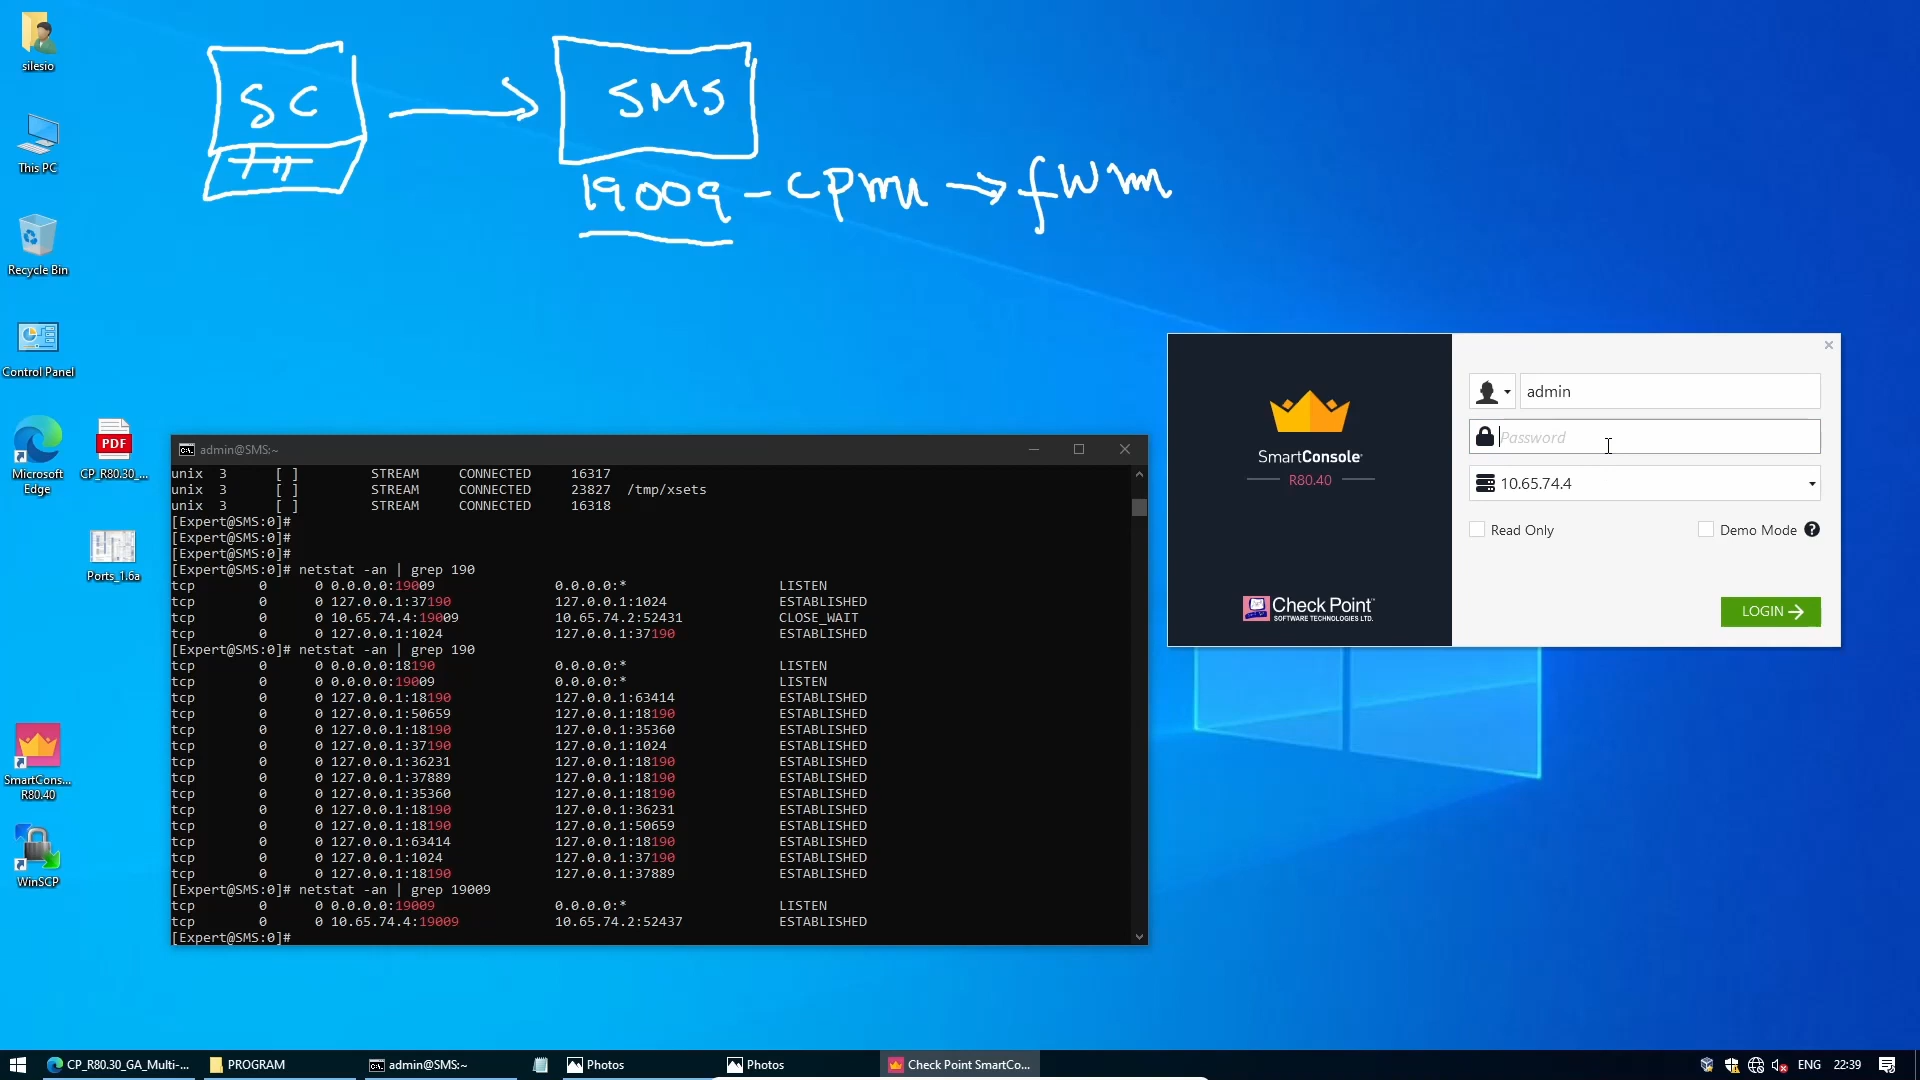 silesio
This PC
Recycle Bin
Control Panel
Microsoft Edge
PDF
CP_R80.30_...
Ports_1.6a
SmartCons... R80.40
WinSCP
SC
SMS
19009 - cpm → fwm
admin@SMS:~
unix 3 [ ] STREAM CONNECTED 16317
unix 3 [ ] STREAM CONNECTED 23827 /tmp/xsets
unix 3 [ ] STREAM CONNECTED 16318
[Expert@SMS:0]#
[Expert@SMS:0]#
[Expert@SMS:0]#
[Expert@SMS:0]# netstat -an | grep 190
tcp 0 0 0.0.0.0:19009 0.0.0.0:* LISTEN
tcp 0 0 127.0.0.1:37190 127.0.0.1:1024 ESTABLISHED
tcp 0 0 10.65.74.4:19009 10.65.74.2:52431 CLOSE_WAIT
tcp 0 0 127.0.0.1:1024 127.0.0.1:37190 ESTABLISHED
[Expert@SMS:0]# netstat -an | grep 190
tcp 0 0 0.0.0.0:18190 0.0.0.0:* LISTEN
tcp 0 0 0.0.0.0:19009 0.0.0.0:* LISTEN
tcp 0 0 127.0.0.1:18190 127.0.0.1:63414 ESTABLISHED
tcp 0 0 127.0.0.1:50659 127.0.0.1:18190 ESTABLISHED
tcp 0 0 127.0.0.1:18190 127.0.0.1:35360 ESTABLISHED
tcp 0 0 127.0.0.1:37190 127.0.0.1:1024 ESTABLISHED
tcp 0 0 127.0.0.1:36231 127.0.0.1:18190 ESTABLISHED
tcp 0 0 127.0.0.1:37889 127.0.0.1:18190 ESTABLISHED
tcp 0 0 127.0.0.1:35360 127.0.0.1:18190 ESTABLISHED
tcp 0 0 127.0.0.1:18190 127.0.0.1:36231 ESTABLISHED
tcp 0 0 127.0.0.1:18190 127.0.0.1:50659 ESTABLISHED
tcp 0 0 127.0.0.1:63414 127.0.0.1:18190 ESTABLISHED
tcp 0 0 127.0.0.1:1024 127.0.0.1:37190 ESTABLISHED
tcp 0 0 127.0.0.1:18190 127.0.0.1:37889 ESTABLISHED
[Expert@SMS:0]# netstat -an | grep 19009
tcp 0 0 0.0.0.0:19009 0.0.0.0:* LISTEN
tcp 0 0 10.65.74.4:19009 10.65.74.2:52437 ESTABLISHED
[Expert@SMS:0]#
SmartConsole
R80.40
Check Point
SOFTWARE TECHNOLOGIES LTD.
admin
Password
10.65.74.4
Read Only Demo Mode ?
LOGIN →
CP_R80.30_GA_Multi-... PROGRAM admin@SMS:~ Photos Photos Check Point SmartCo... ENG 22:39